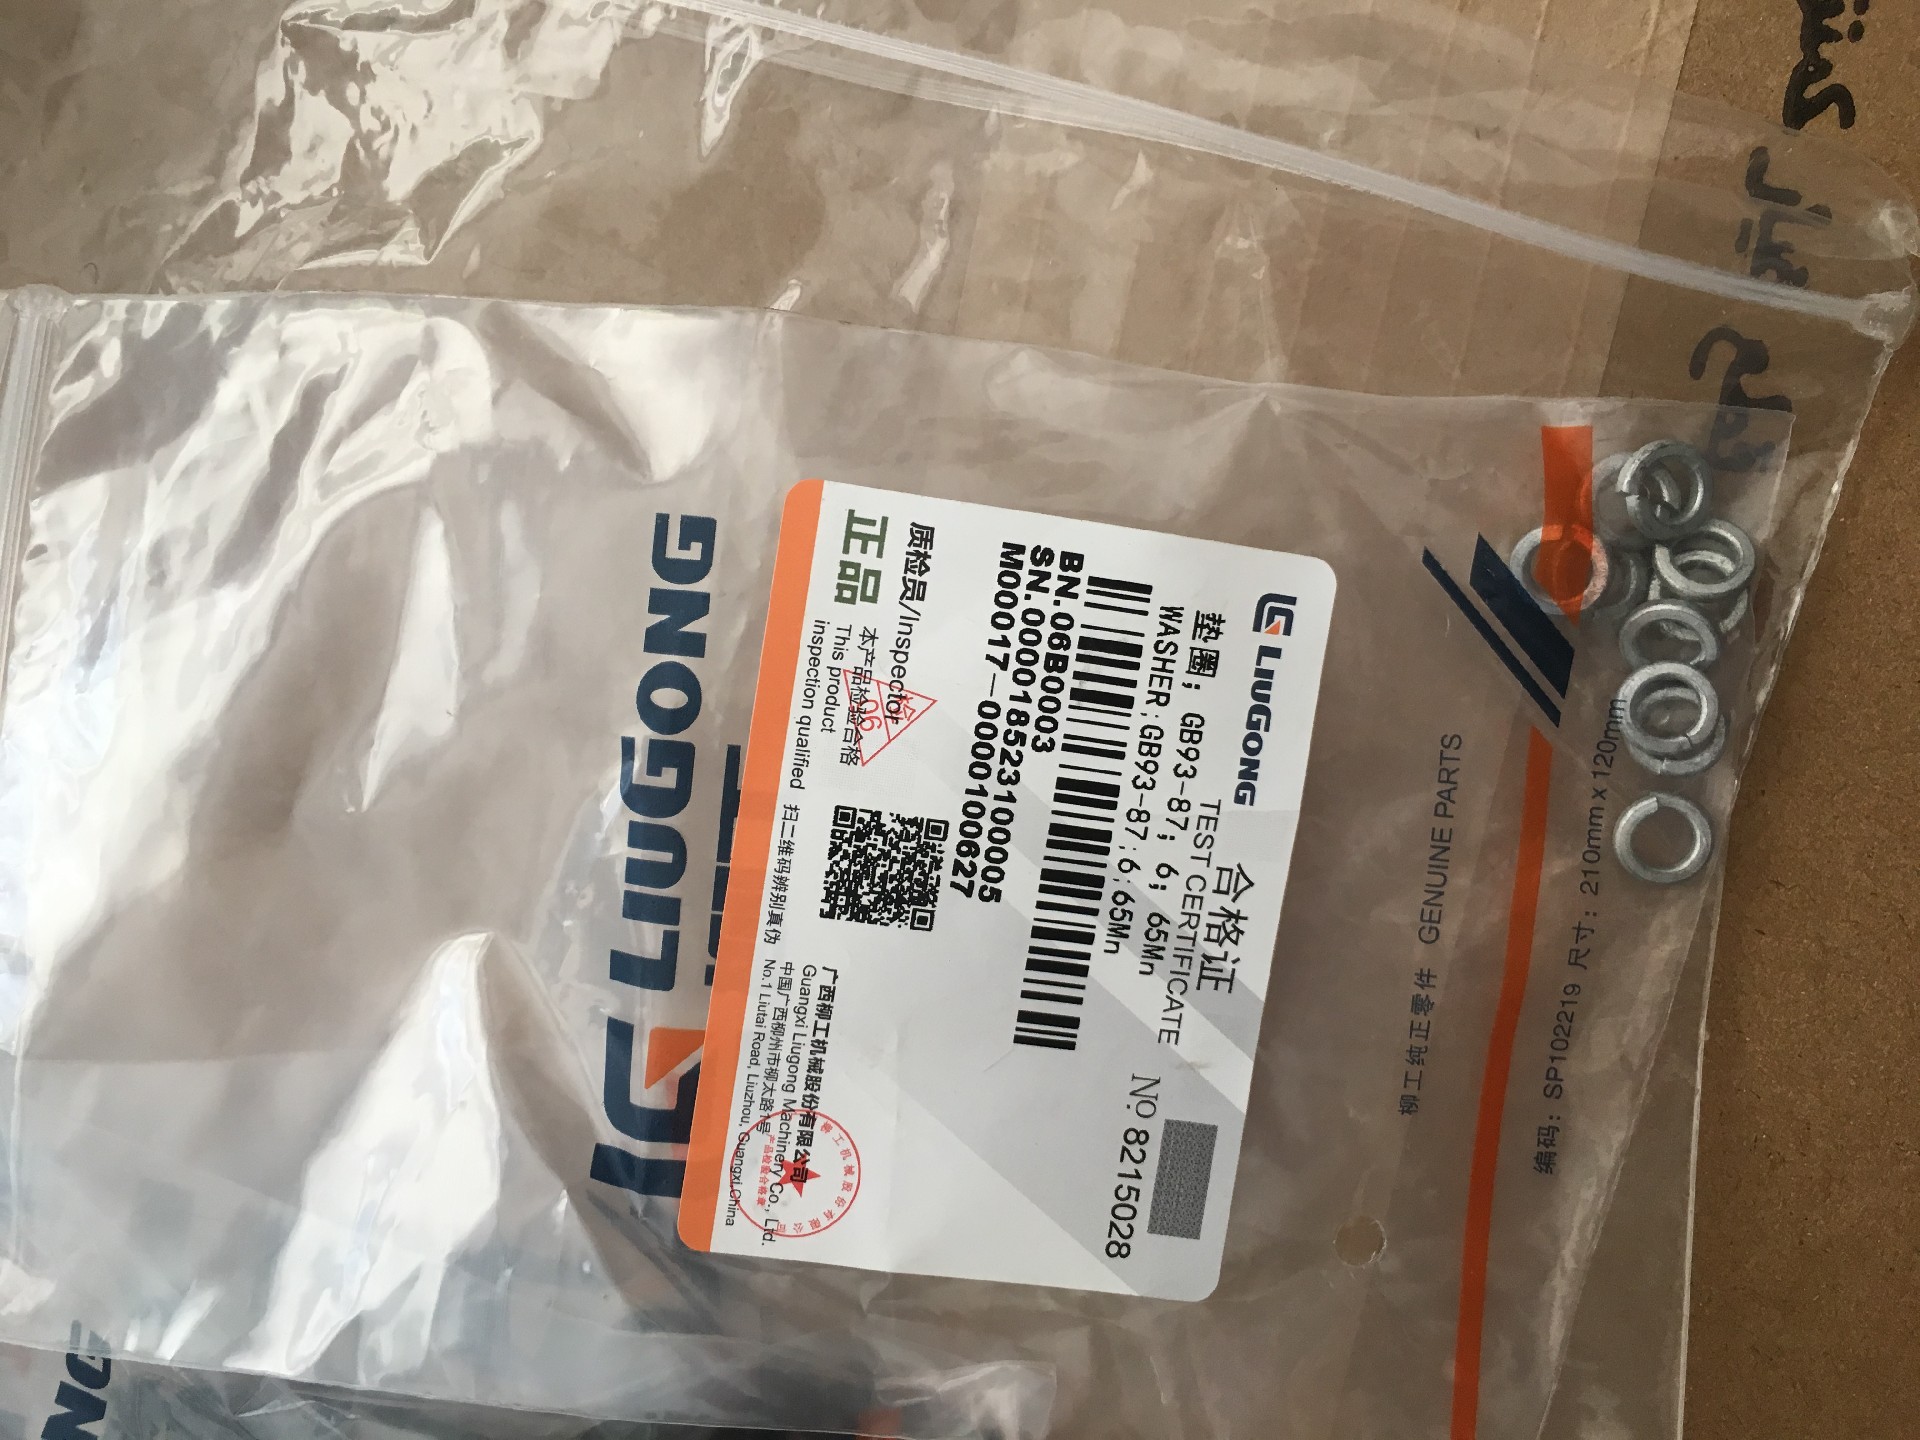 LIUGONG
合格证
TEST CERTIFICATE
NO. 8215028
垫圈; GB93-87; 6; 65Mn
WASHER;GB93-87;6;65Mn
BN.06B0003
SN.00001852310000​5
M000017-0000100627
质检员/Inspector
检
06
正品
本产品检验合格
This product
inspection qualified
扫二维码辨别真伪
广西柳工机械股份有限公司
Guangxi Liugong Machinery Co., Ltd.
中国广西柳州市柳太路1号
No.1 Liutai Road, Liuzhou, Guangxi,China
LIUGONG
柳工纯正零件 GENUINE PARTS
编码: SP102219 尺寸: 210mm x 120mm